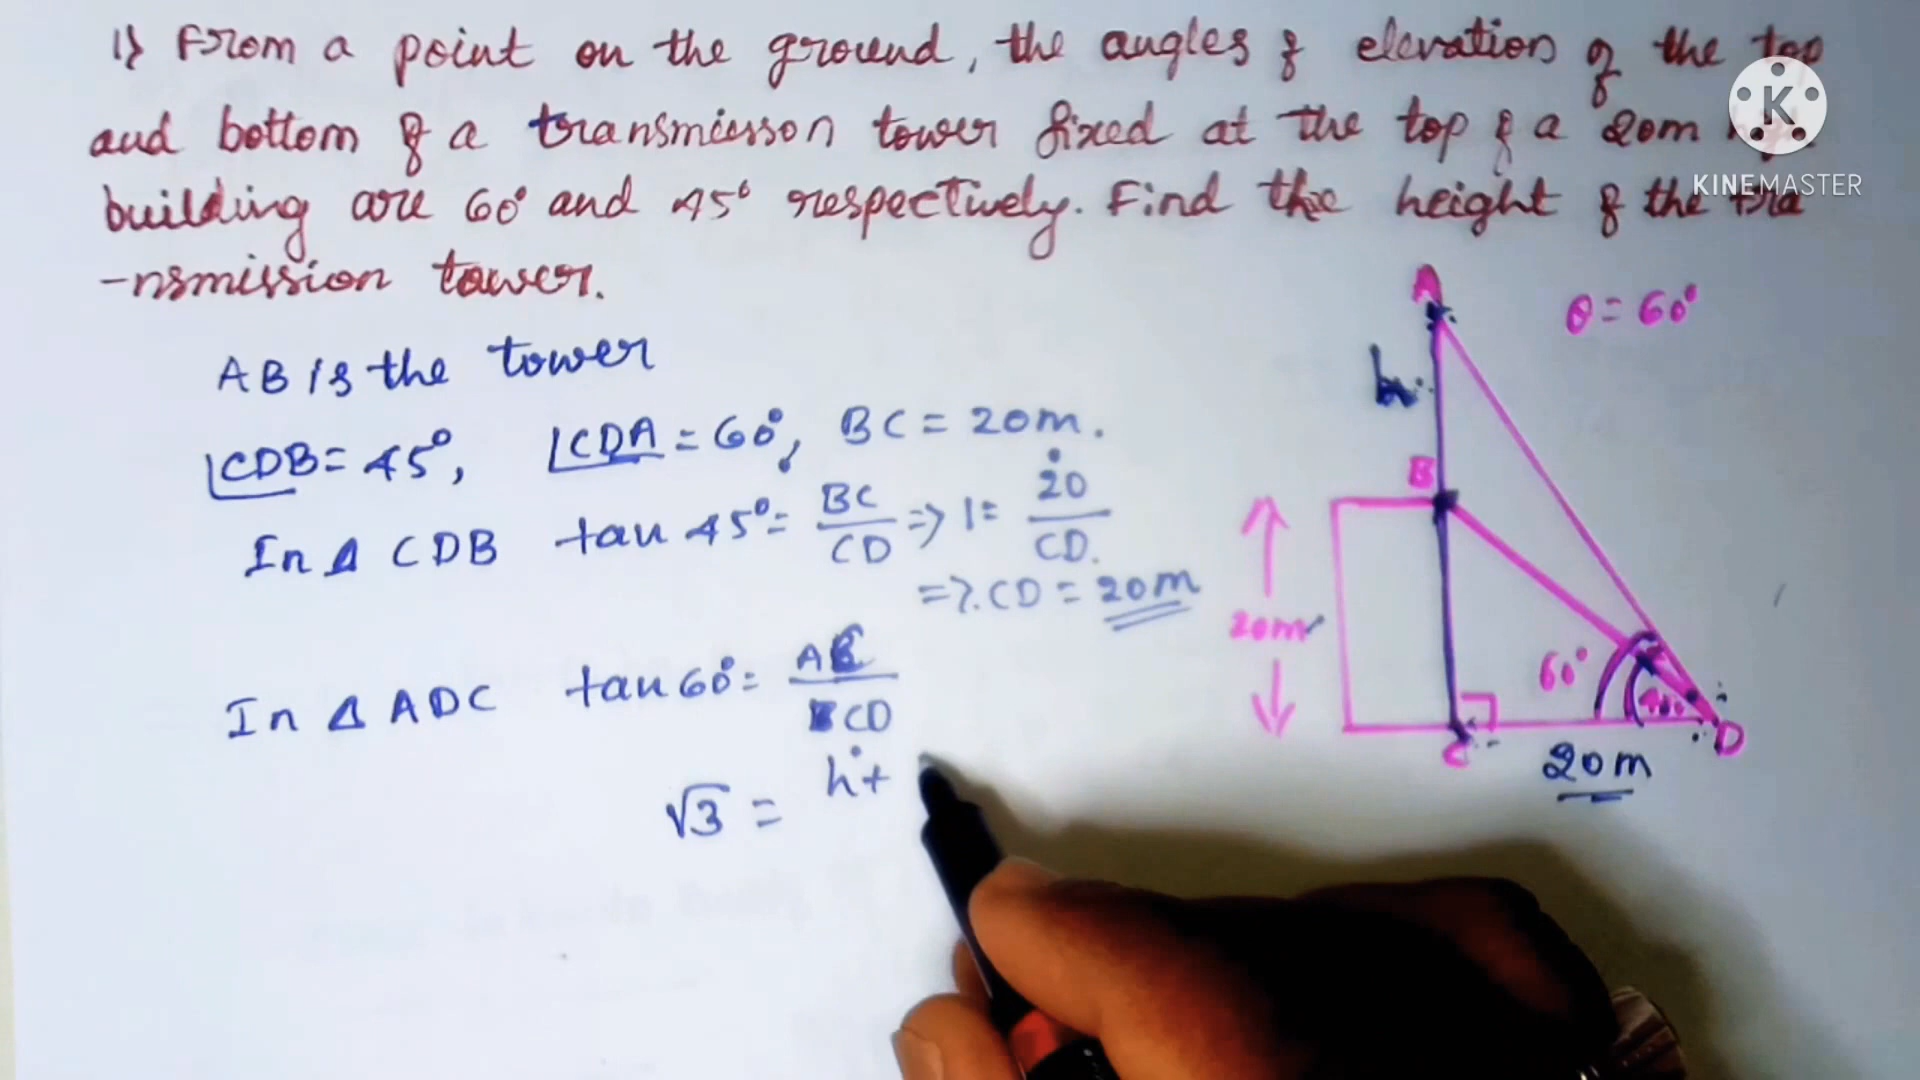 1) From a point on the ground, the angles of elevation of the top
and bottom of a transmiesson tower fixed at the top of a 20m
building are 60° and 45° respectively. Find the height of the tra
-nsmission tower.
AB is the tower
∠CDB = 45°, ∠CDA = 60°, BC = 20m.
In Δ CDB tan 45° = BC/CD => 1 = 20/CD.
=> CD = 20m
In Δ ADC tan 60° = AC/CD
√3 = h+
A
θ = 60°
h
B
20m
60°
C
D
20m
K
KINEMASTER